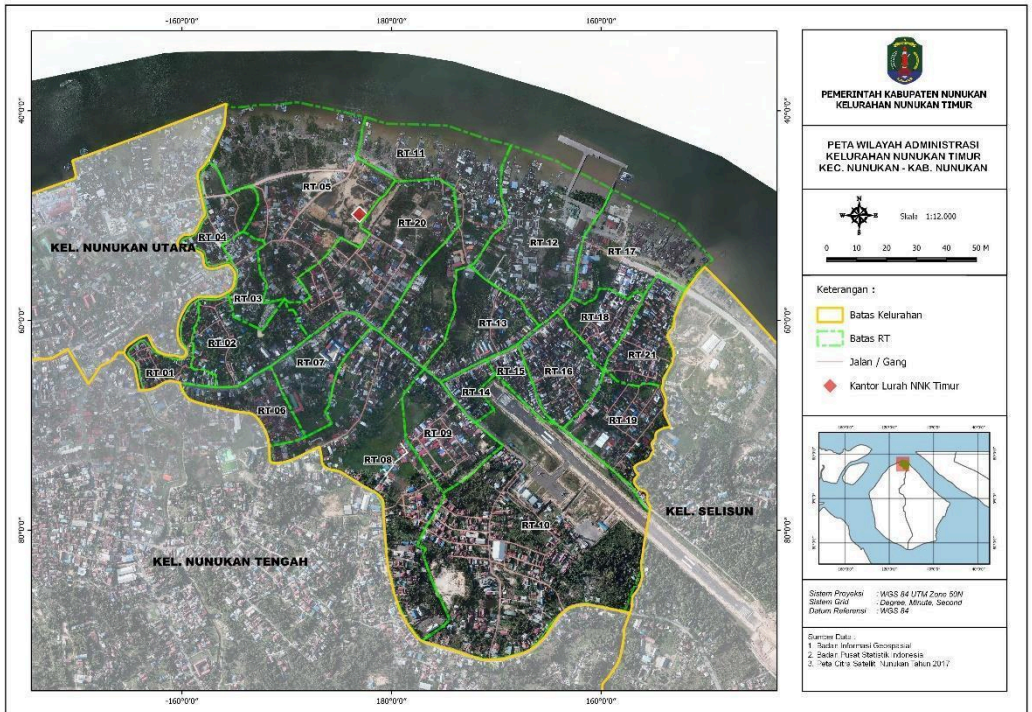 -160°0'0"
180°0'0"
160°0'0"
40°0'0"
40°0'0"
RT 11
RT 05
RT 20
RT 12
RT 17
KEL. NUNUKAN UTARA
RT 04
RT 03
60°0'0"
60°0'0"
RT 13
RT 18
RT 02
RT 07
RT 21
RT 01
RT 15
RT 16
RT 14
RT 06
RT 19
RT 09
RT 08
KEL. SELISUN
RT 10
80°0'0"
80°0'0"
KEL. NUNUKAN TENGAH
-160°0'0"
180°0'0"
160°0'0"
PEMERINTAH KABUPATEN NUNUKAN
KELURAHAN NUNUKAN TIMUR
PETA WILAYAH ADMINISTRASI
KELURAHAN NUNUKAN TIMUR
KEC. NUNUKAN - KAB. NUNUKAN
N
W E
S
Skala 1:12.000
0 10 20 30 40 50 M
Keterangan :
Batas Kelurahan
Batas RT
Jalan / Gang
Kantor Lurah NNK Timur
Sistem Proyeksi : WGS 84 UTM Zone 50N
Sistem Grid : Degree, Minute, Second
Datum Referensi : WGS 84
Sumber Data :
1. Badan Informasi Geospasial
2. Badan Pusat Statistik Indonesia
3. Peta Citra Satelit Nunukan Tahun 2017